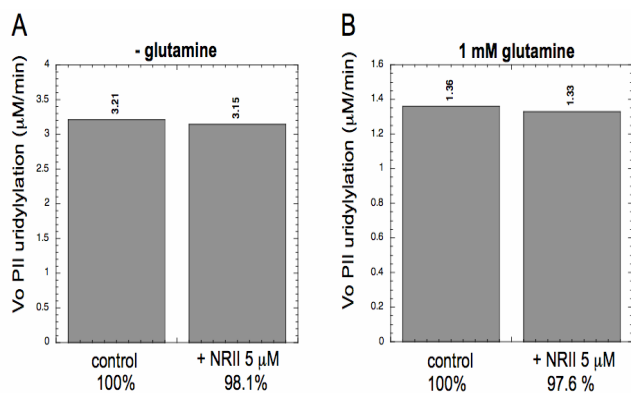 A
- glutamine
Vo PII uridylylation (µM/min)
4
3.5
3
2.5
2
1.5
1
0.5
0
3.21
3.15
control
100%
+ NRII 5 µM
98.1%
B
1 mM glutamine
Vo PII uridylylation (µM/min)
1.6
1.4
1.2
1
0.8
0.6
0.4
0.2
0
1.36
1.33
control
100%
+ NRII 5 µM
97.6 %